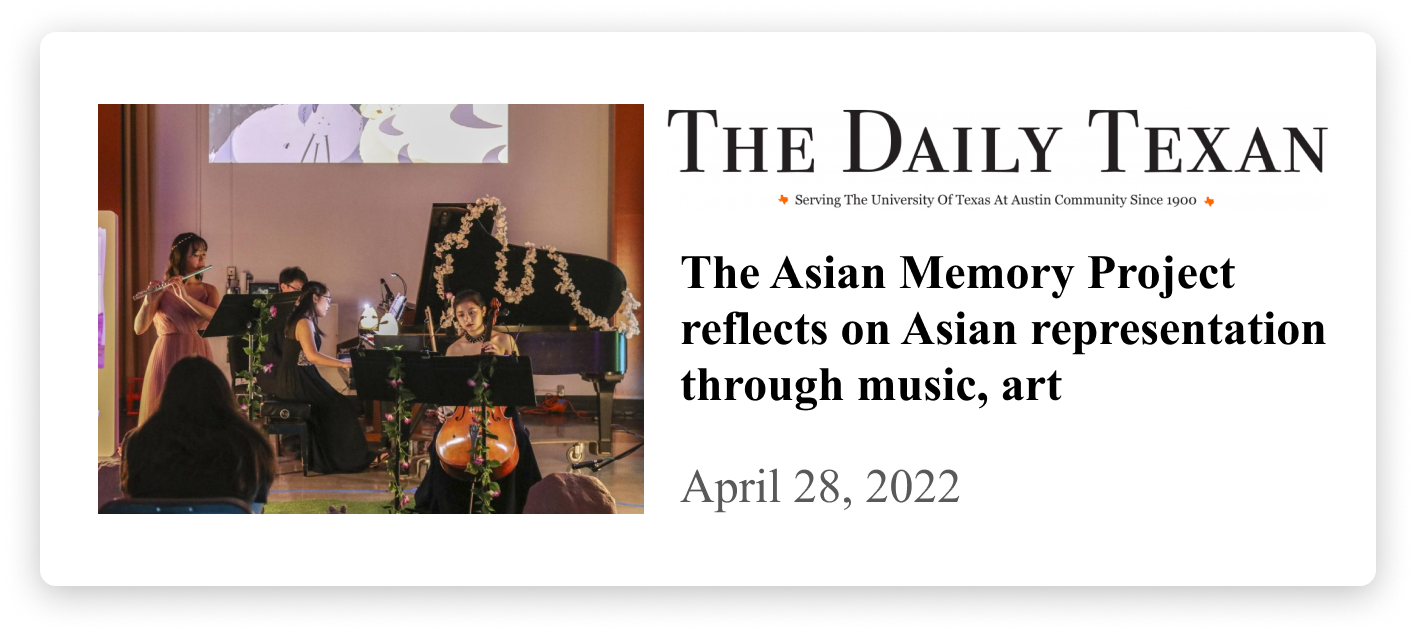 THE DAILY TEXAN
Serving The University Of Texas At Austin Community Since 1900
The Asian Memory Project
reflects on Asian representation
through music, art
April 28, 2022